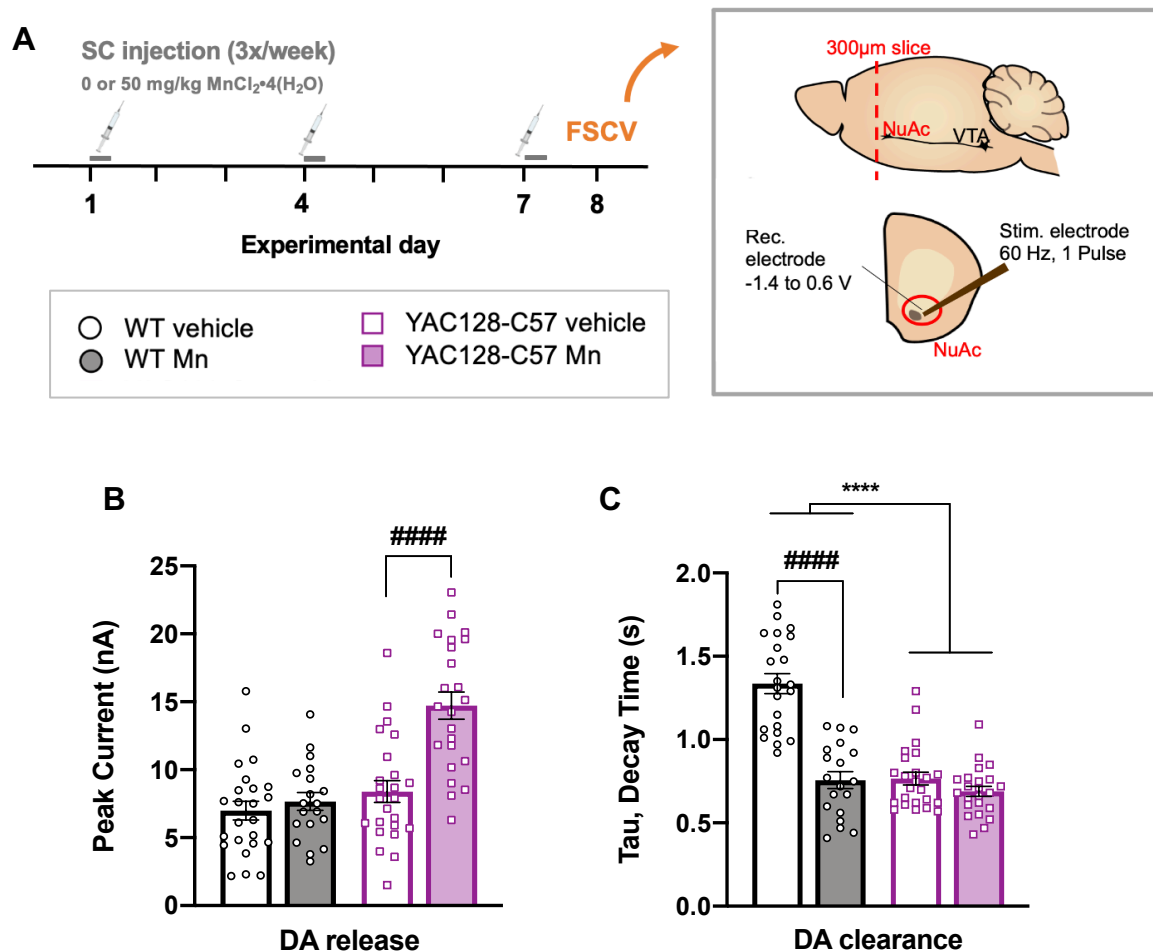 A
SC injection (3x/week)
0 or 50 mg/kg MnCl₂•4(H₂O)
FSCV
1
4
7
8
Experimental day
WT vehicle
WT Mn
YAC128-C57 vehicle
YAC128-C57 Mn
300µm slice
NuAc
VTA
Rec.
electrode
-1.4 to 0.6 V
Stim. electrode
60 Hz, 1 Pulse
NuAc
B
####
25
20
15
10
5
0
Peak Current (nA)
DA release
C
****
####
2.0
1.5
1.0
0.5
0.0
Tau, Decay Time (s)
DA clearance